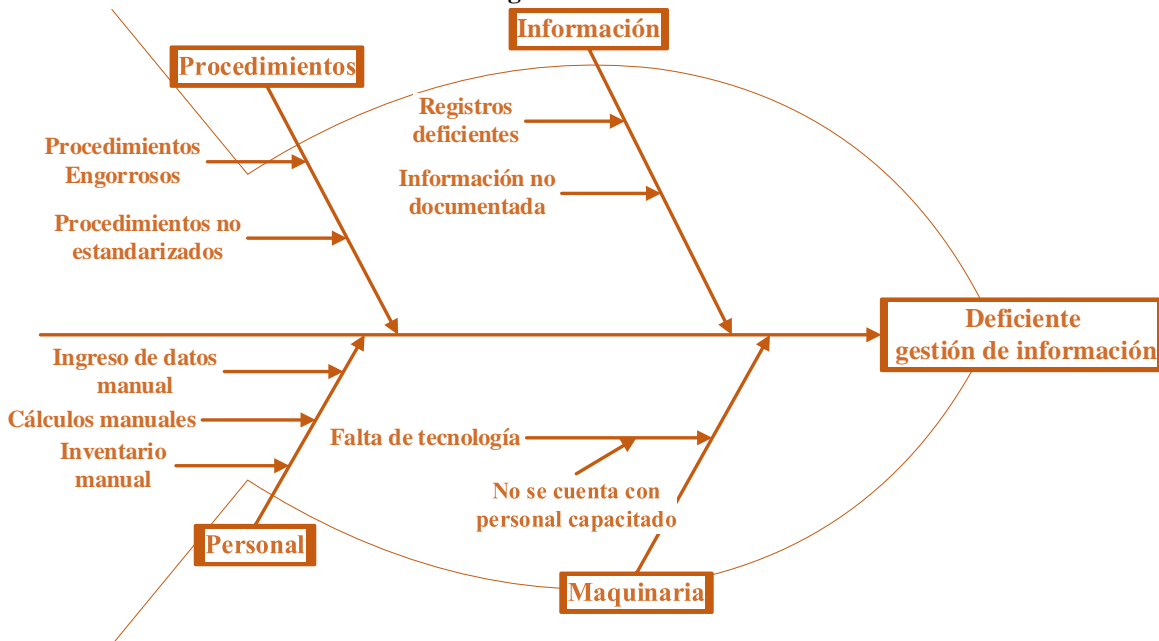 Información
Procedimientos
Registros
deficientes
Procedimientos
Engorrosos
Información no
documentada
Procedimientos no
estandarizados
Deficiente
gestión de información
Ingreso de datos
manual
Cálculos manuales
Falta de tecnología
Inventario
manual
No se cuenta con
personal capacitado
Personal
Maquinaria